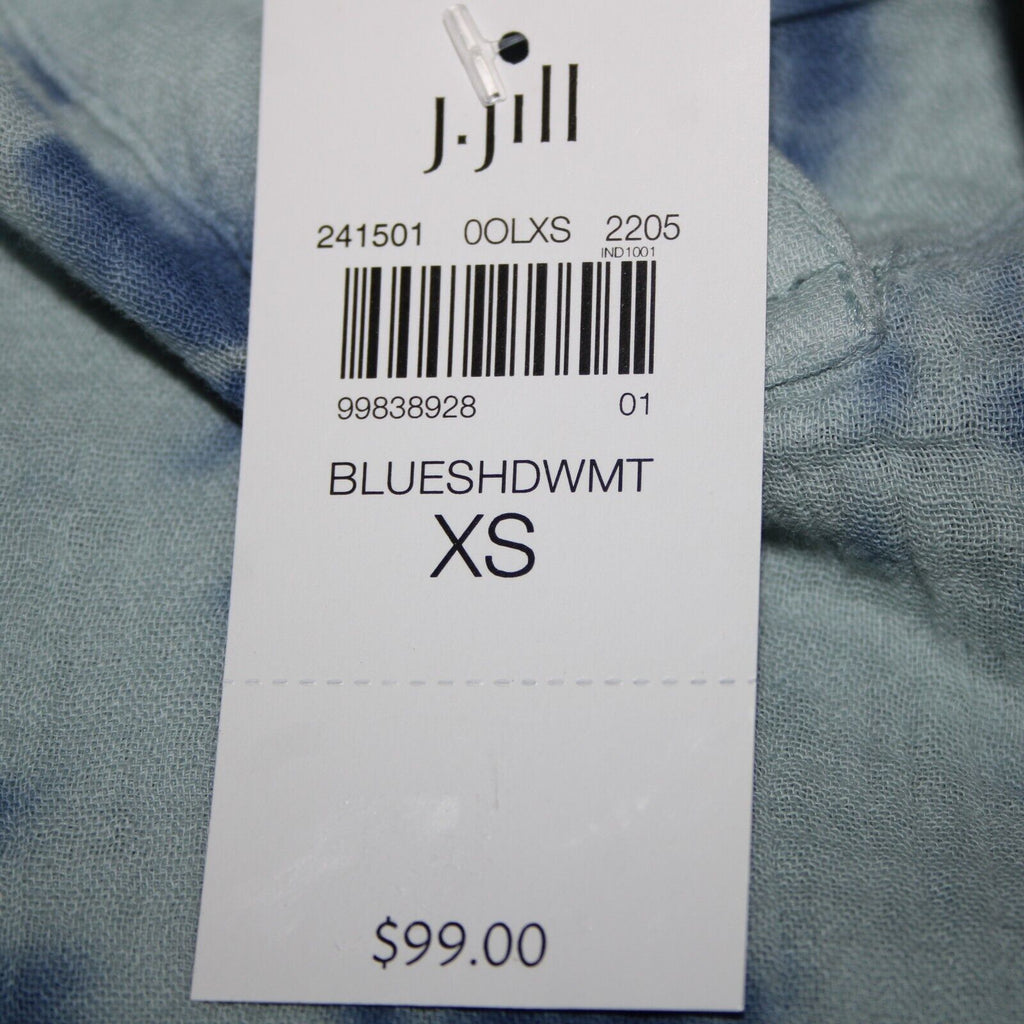 J.Jill
241501 0OLXS 2205
IND1001
99838928 01
BLUESHDWMT
XS
$99.00